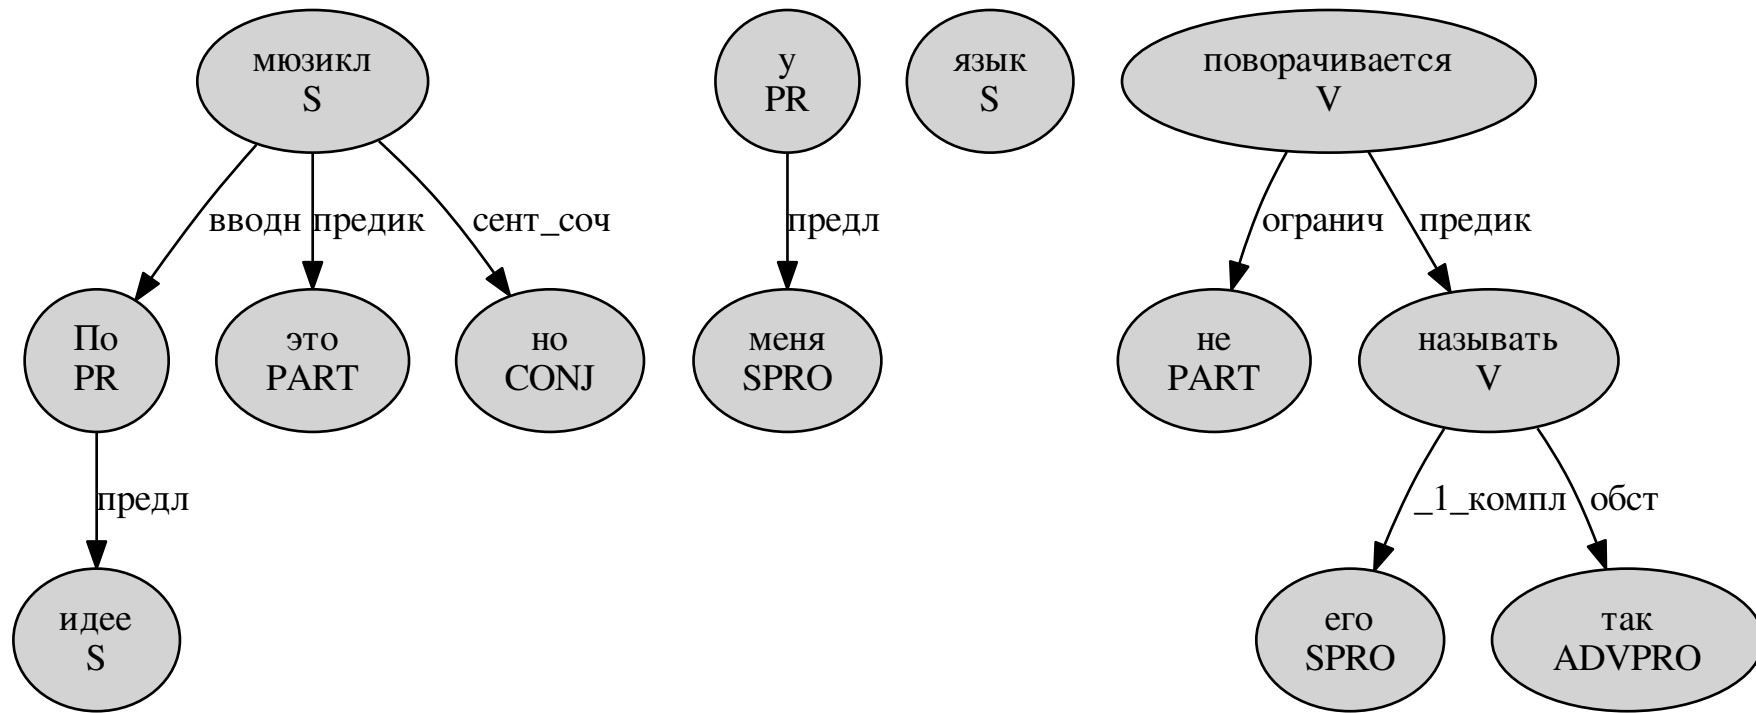 мюзикл
S
у
PR
язык
S
поворачивается
V
вводн
предик
сент_соч
предл
огранич
предик
По
PR
это
PART
но
CONJ
меня
SPRO
не
PART
называть
V
предл
_1_компл
обст
идее
S
его
SPRO
так
ADVPRO